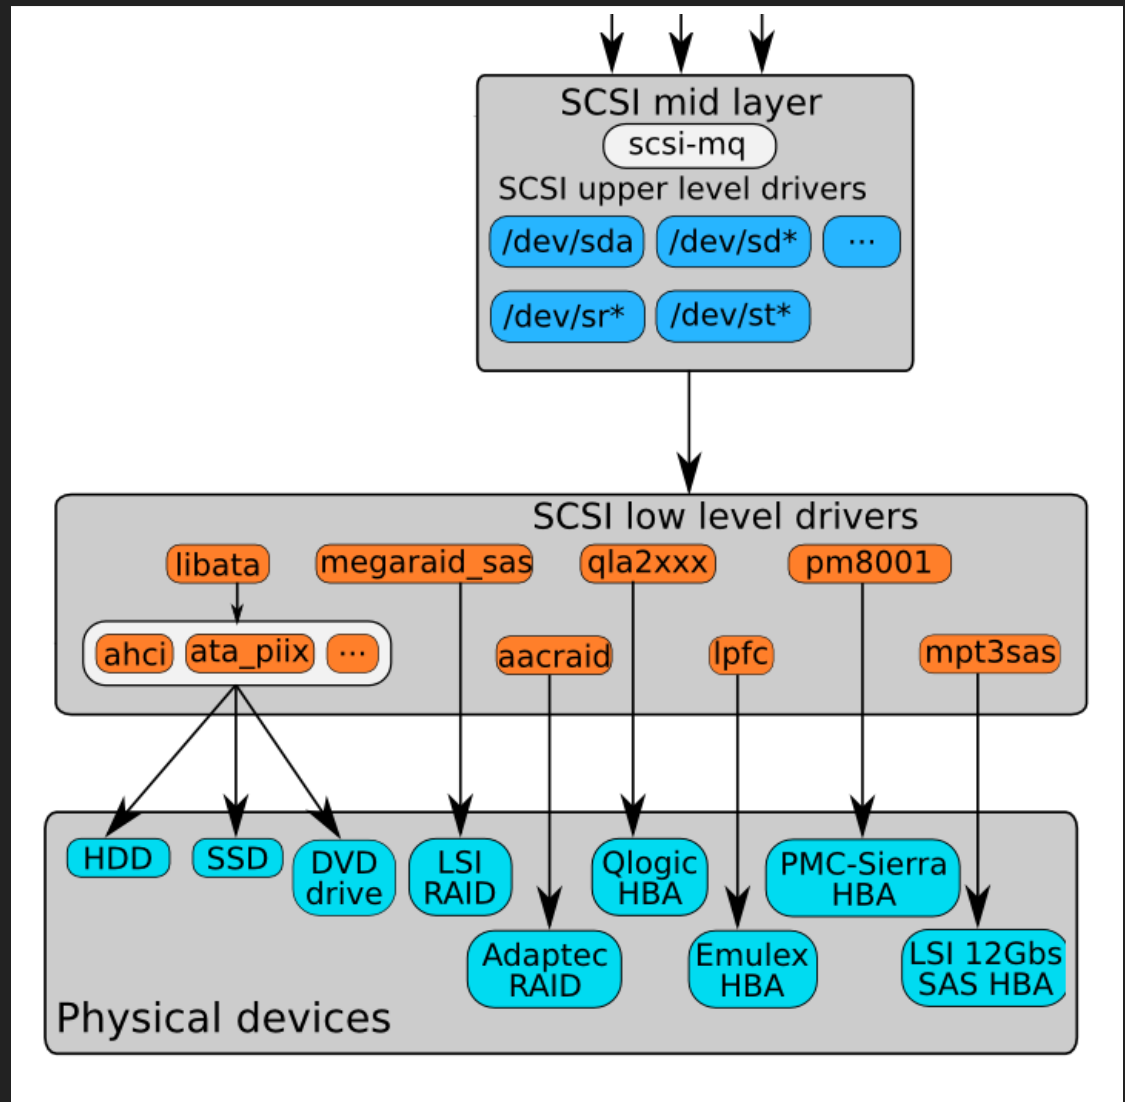 SCSI mid layer
scsi-mq
SCSI upper level drivers
/dev/sda /dev/sd* ...
/dev/sr* /dev/st*
SCSI low level drivers
libata megaraid_sas qla2xxx pm8001
ahci ata_piix ... aacraid lpfc mpt3sas
HDD SSD
DVD
drive
LSI
RAID
Qlogic
HBA
PMC-Sierra
HBA
Adaptec
RAID
Emulex
HBA
LSI 12Gbs
SAS HBA
Physical devices